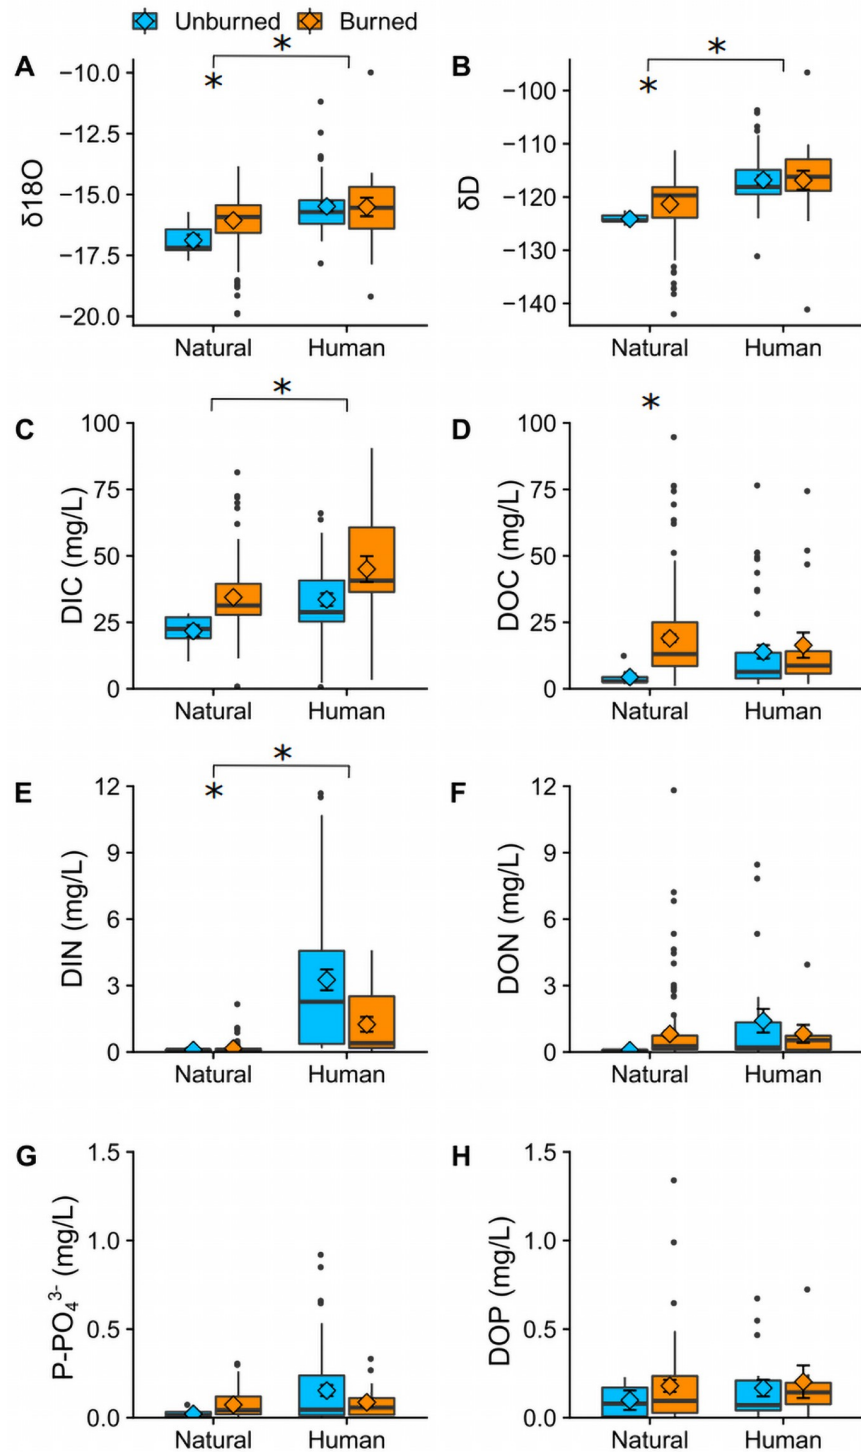 Unburned Burned
A
*
*
δ18O
−10.0
−12.5
−15.0
−17.5
−20.0
Natural Human
B
*
*
δD
−100
−110
−120
−130
−140
Natural Human
C
*
DIC (mg/L)
100
75
50
25
0
Natural Human
D
*
DOC (mg/L)
100
75
50
25
0
Natural Human
E
*
*
DIN (mg/L)
12
9
6
3
0
Natural Human
F
DON (mg/L)
12
9
6
3
0
Natural Human
G
P-PO₄³⁻ (mg/L)
1.5
1.0
0.5
0.0
Natural Human
H
DOP (mg/L)
1.5
1.0
0.5
0.0
Natural Human